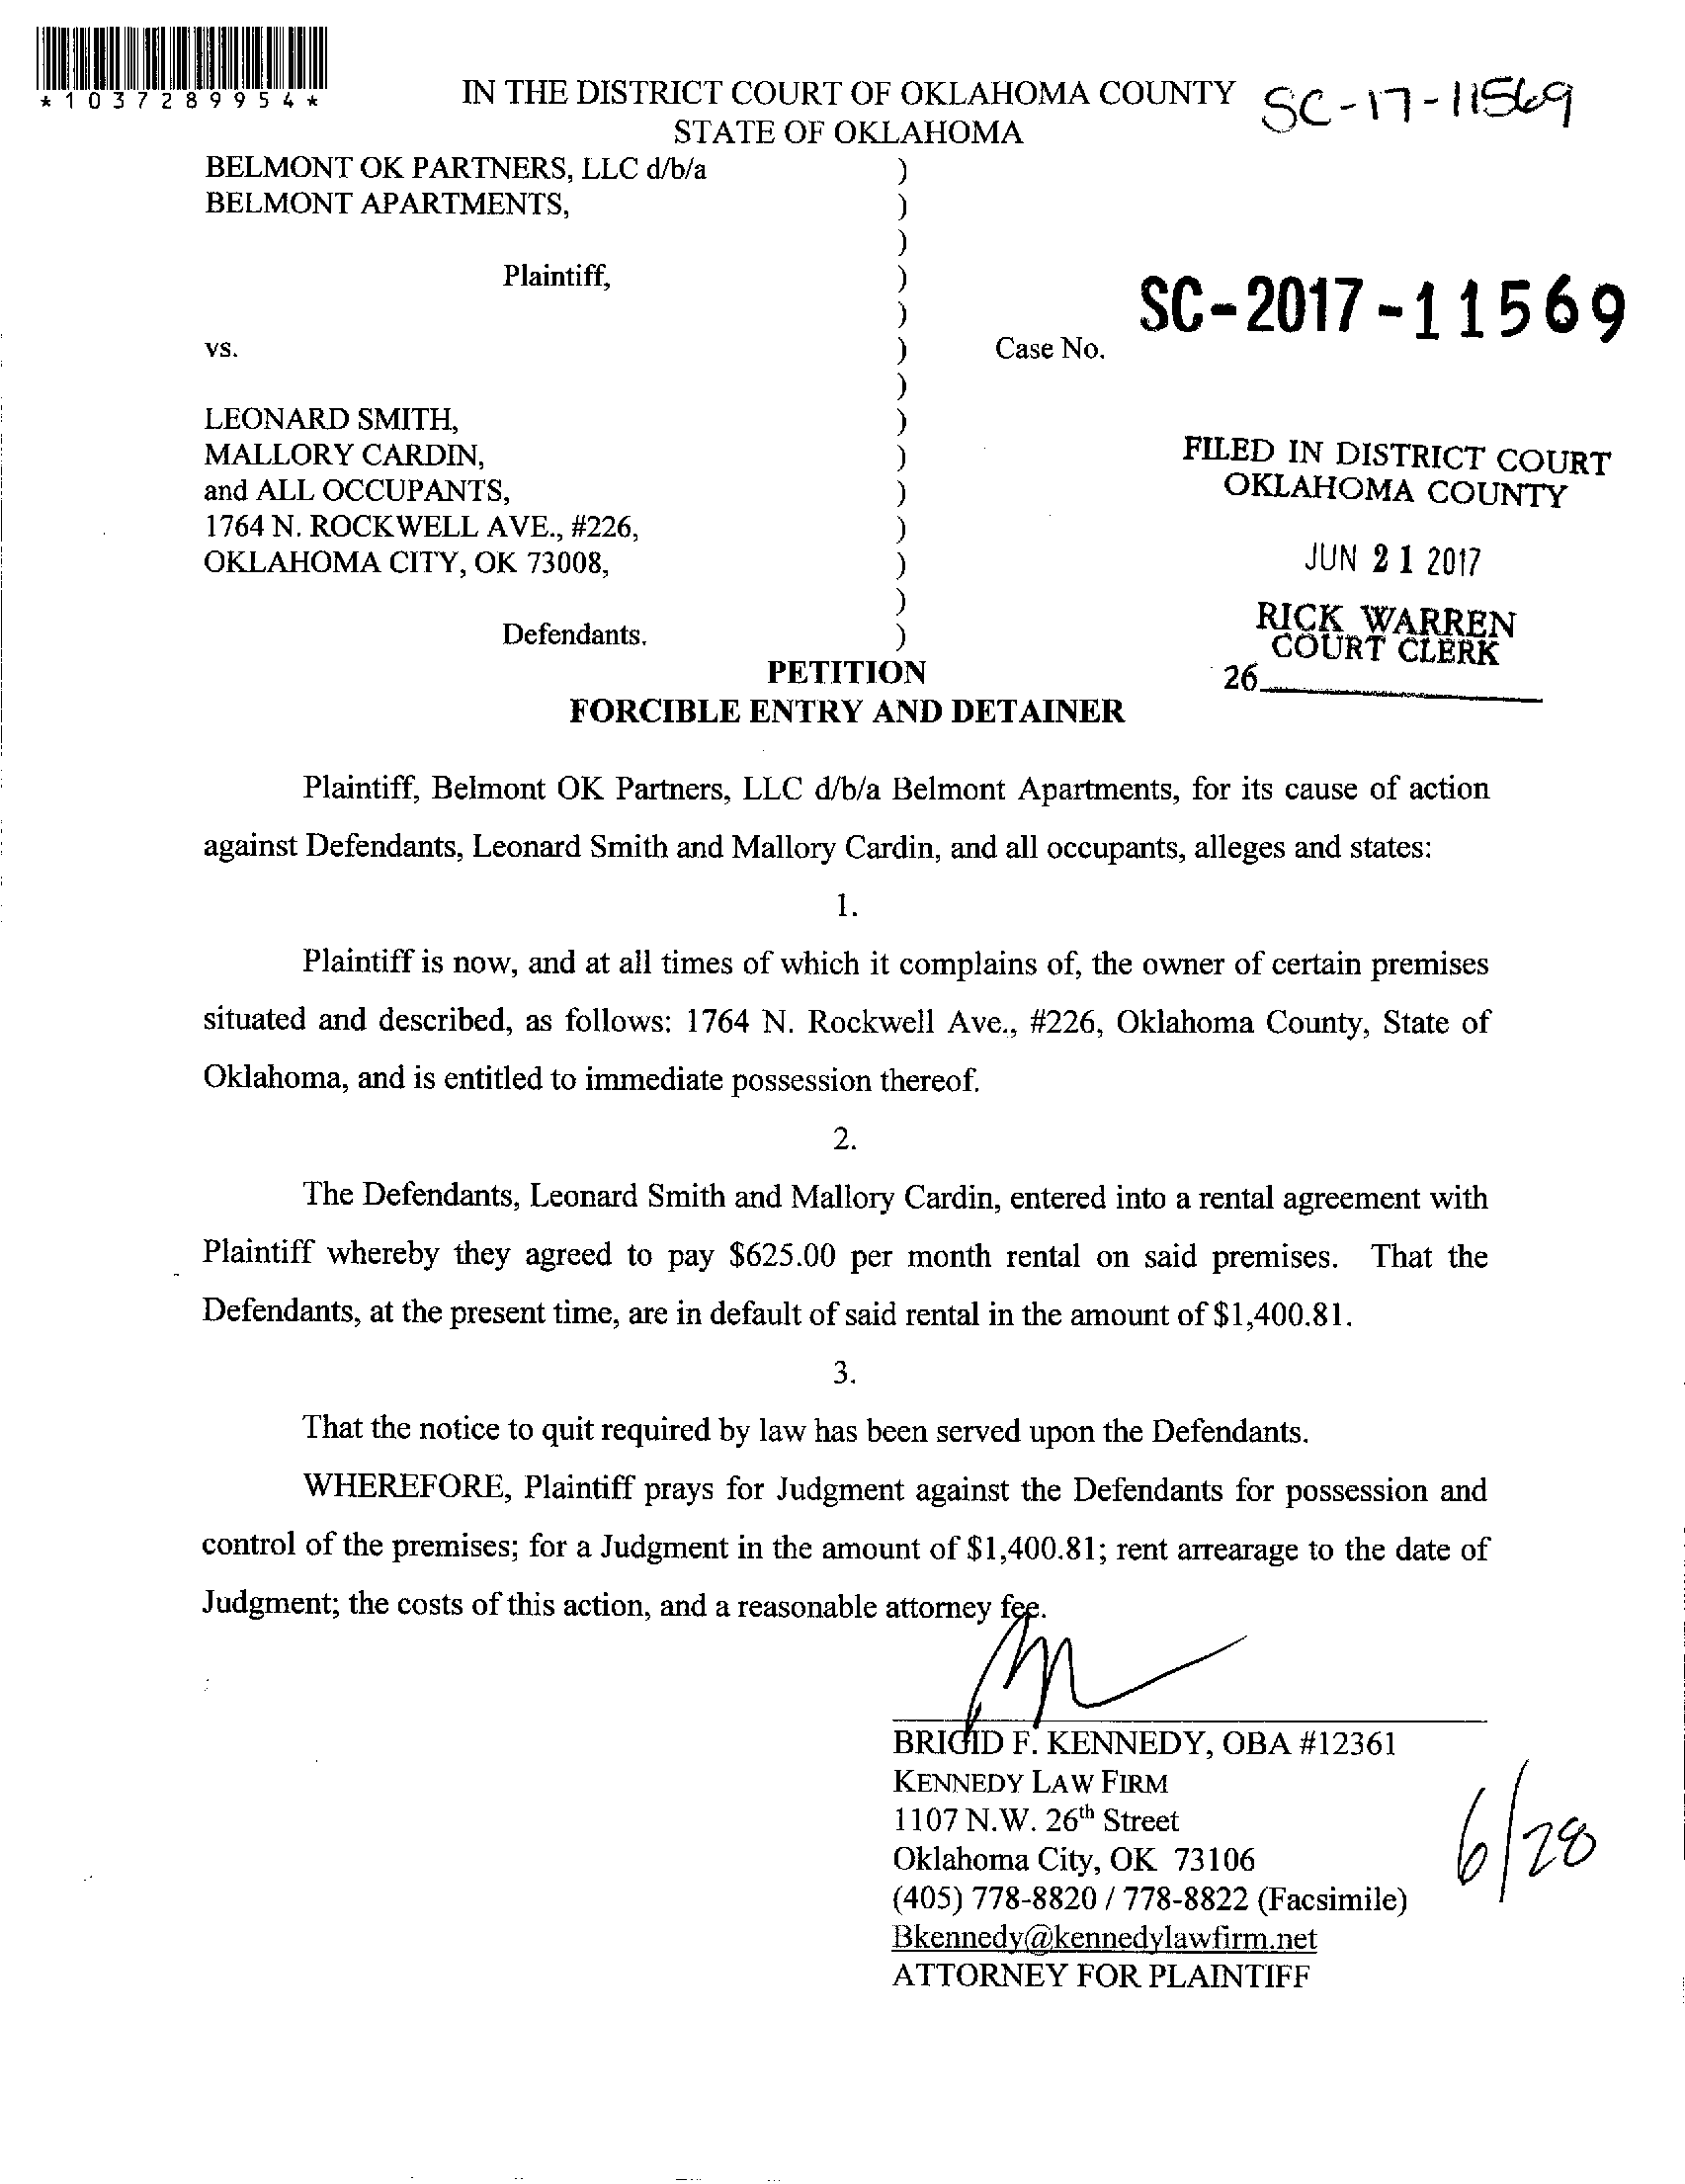 *1037289954*
IN THE DISTRICT COURT OF OKLAHOMA COUNTY
SC-17-11569
STATE OF OKLAHOMA
BELMONT OK PARTNERS, LLC d/b/a )
BELMONT APARTMENTS, )
)
Plaintiff, )
)
SC-2017-11569
vs. ) Case No.
)
LEONARD SMITH, )
MALLORY CARDIN, )
and ALL OCCUPANTS, )
1764 N. ROCKWELL AVE., #226, )
OKLAHOMA CITY, OK 73008, )
)
Defendants. )
FILED IN DISTRICT COURT
OKLAHOMA COUNTY
JUN 21 2017
RICK WARREN
COURT CLERK
26
PETITION
FORCIBLE ENTRY AND DETAINER
Plaintiff, Belmont OK Partners, LLC d/b/a Belmont Apartments, for its cause of action
against Defendants, Leonard Smith and Mallory Cardin, and all occupants, alleges and states:
1.
Plaintiff is now, and at all times of which it complains of, the owner of certain premises
situated and described, as follows: 1764 N. Rockwell Ave., #226, Oklahoma County, State of
Oklahoma, and is entitled to immediate possession thereof.
2.
The Defendants, Leonard Smith and Mallory Cardin, entered into a rental agreement with
Plaintiff whereby they agreed to pay $625.00 per month rental on said premises. That the
Defendants, at the present time, are in default of said rental in the amount of $1,400.81.
3.
That the notice to quit required by law has been served upon the Defendants.
WHEREFORE, Plaintiff prays for Judgment against the Defendants for possession and
control of the premises; for a Judgment in the amount of $1,400.81; rent arrearage to the date of
Judgment; the costs of this action, and a reasonable attorney fee.
BRIGID F. KENNEDY, OBA #12361
KENNEDY LAW FIRM
1107 N.W. 26th Street
Oklahoma City, OK 73106
(405) 778-8820 / 778-8822 (Facsimile)
Bkennedy@kennedylawfirm.net
ATTORNEY FOR PLAINTIFF
6/28